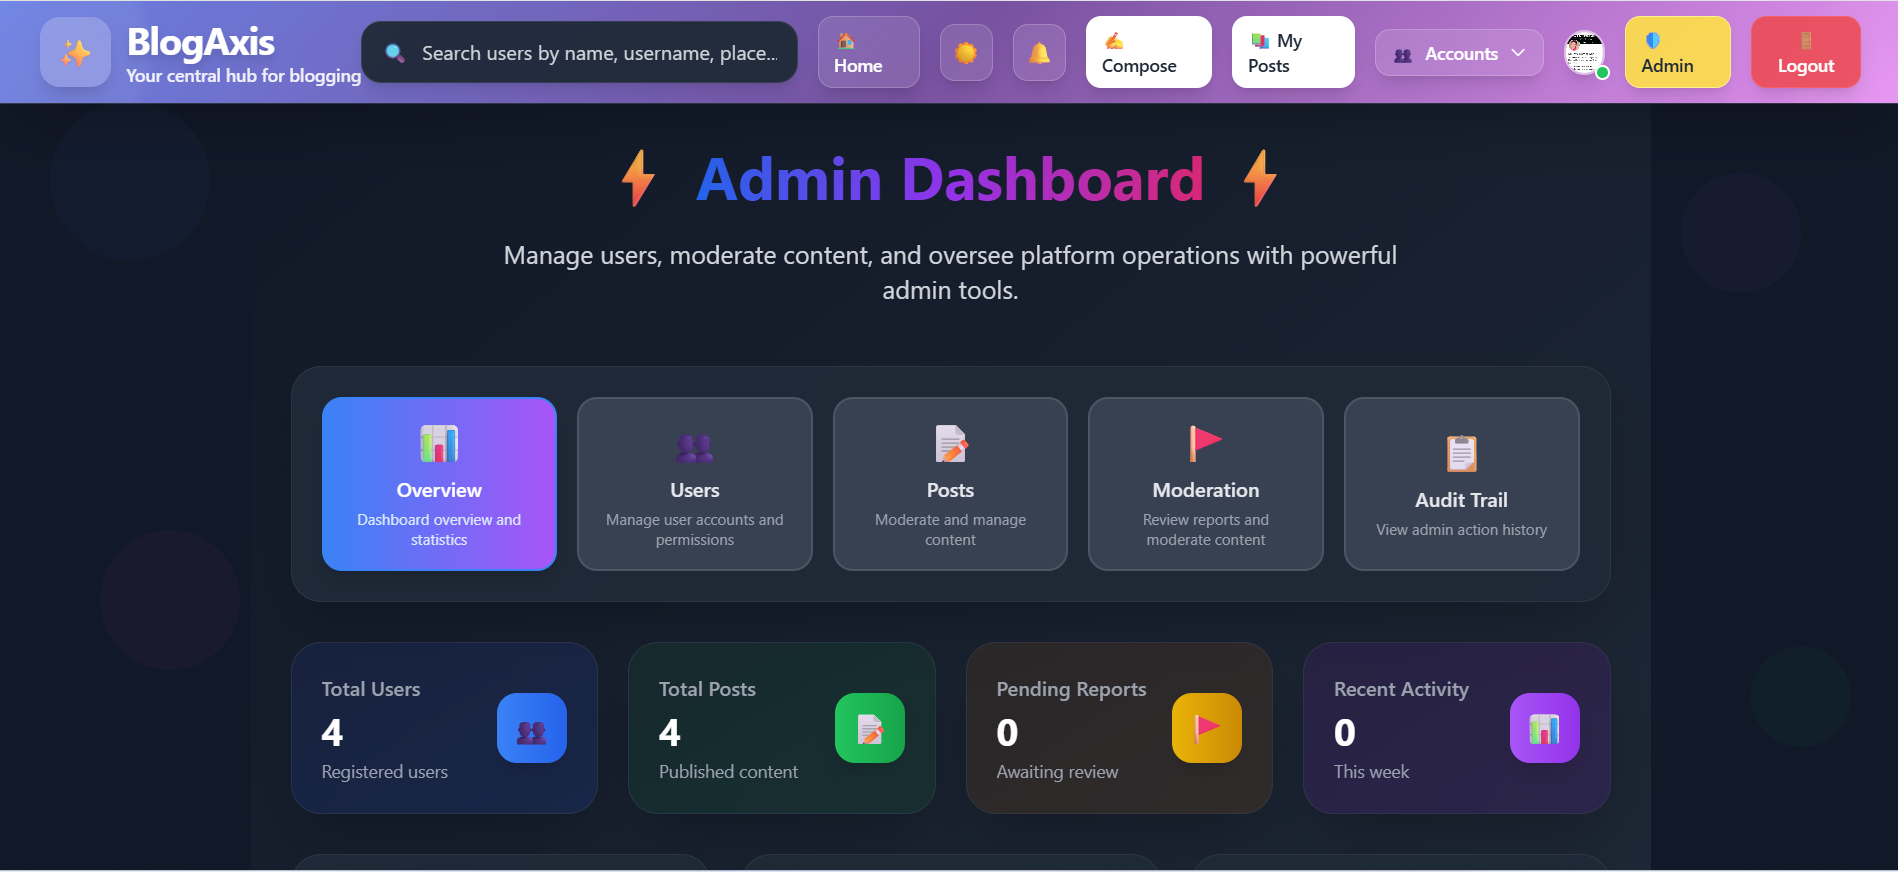 BlogAxis
Your central hub for blogging
Search users by name, username, place...
Home
Compose
My
Posts
Accounts
Admin
Logout
Admin Dashboard
Manage users, moderate content, and oversee platform operations with powerful
admin tools.
Overview
Dashboard overview and
statistics
Users
Manage user accounts and
permissions
Posts
Moderate and manage
content
Moderation
Review reports and
moderate content
Audit Trail
View admin action history
Total Users
4
Registered users
Total Posts
4
Published content
Pending Reports
0
Awaiting review
Recent Activity
0
This week